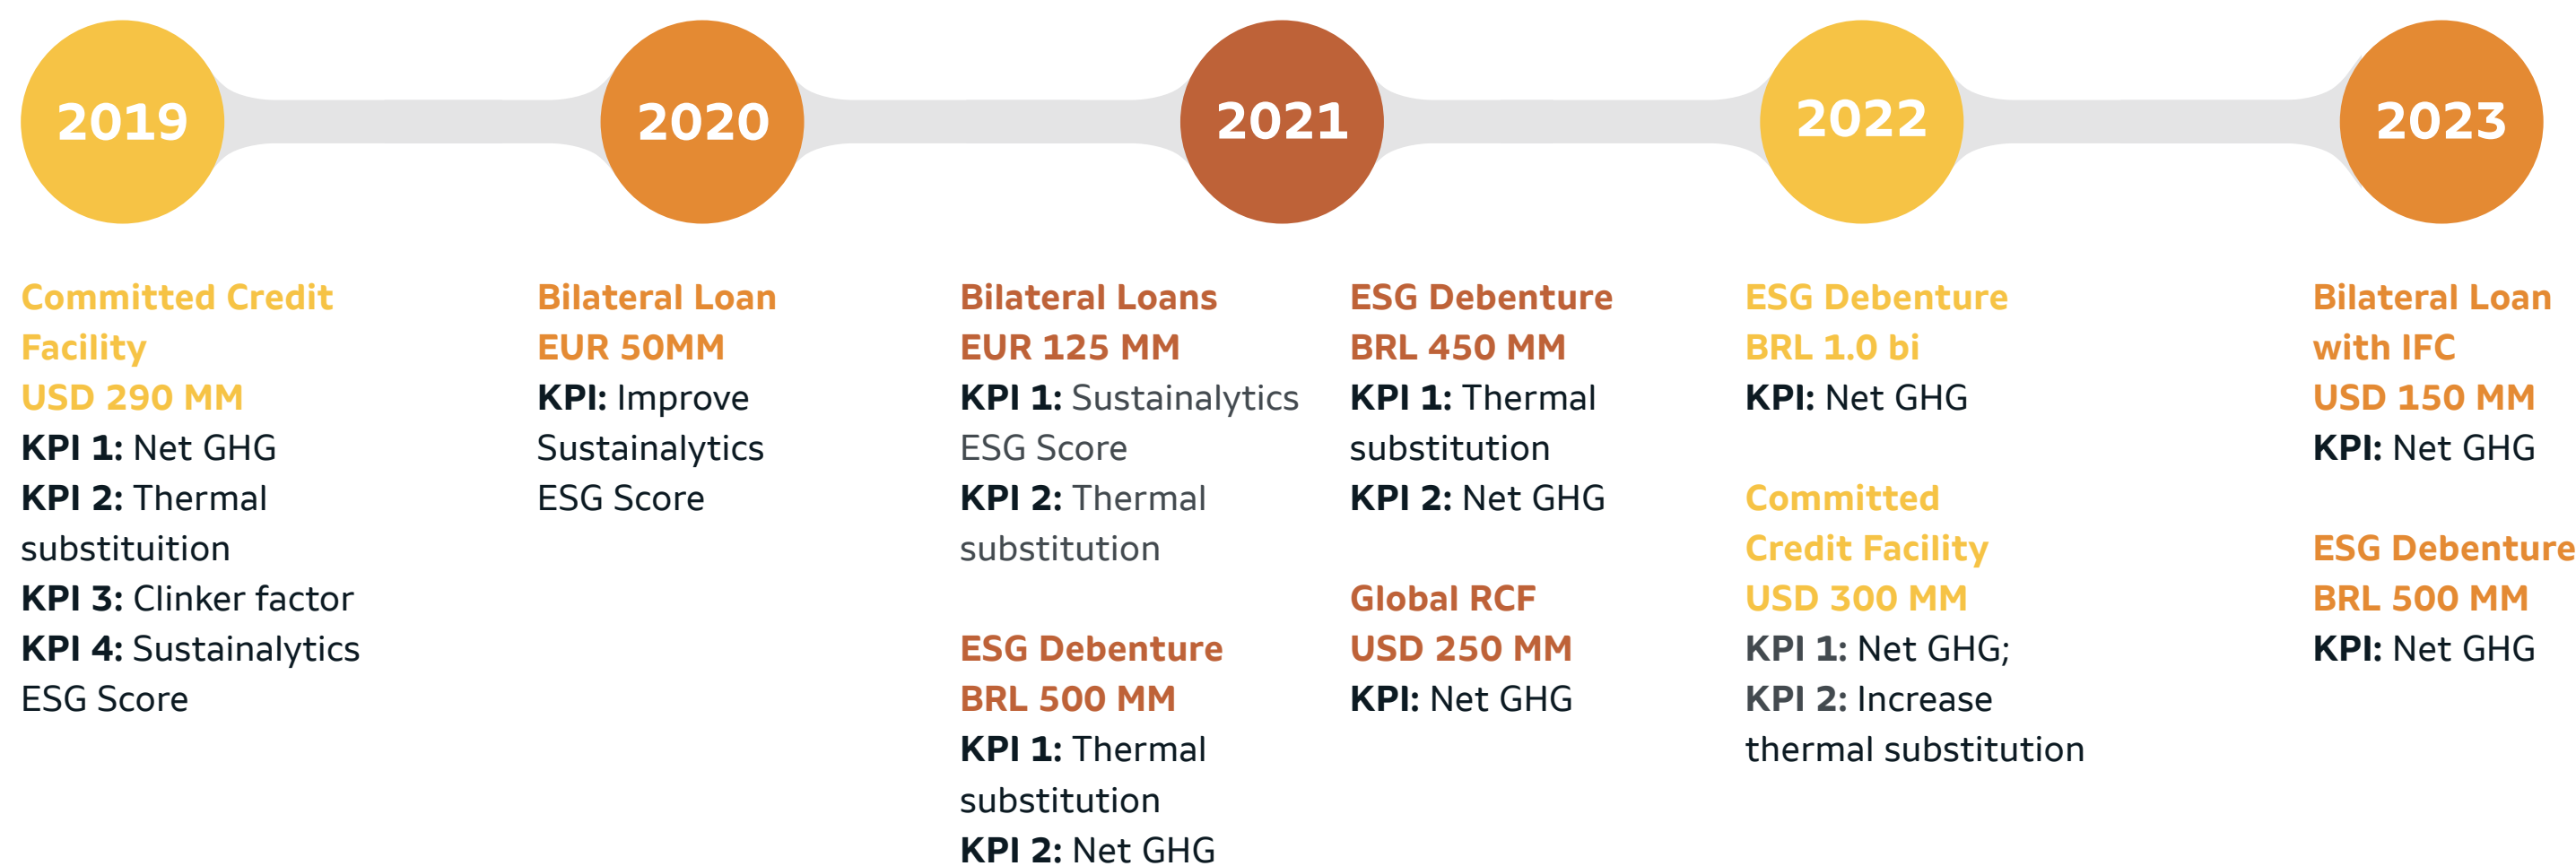 2019
2020
2021
2022
2023
Committed Credit
Facility
USD 290 MM
KPI 1: Net GHG
KPI 2: Thermal
substituition
KPI 3: Clinker factor
KPI 4: Sustainalytics
ESG Score
Bilateral Loan
EUR 50MM
KPI: Improve
Sustainalytics
ESG Score
Bilateral Loans
EUR 125 MM
KPI 1: Sustainalytics
ESG Score
KPI 2: Thermal
substitution
ESG Debenture
BRL 500 MM
KPI 1: Thermal
substitution
KPI 2: Net GHG
ESG Debenture
BRL 450 MM
KPI 1: Thermal
substitution
KPI 2: Net GHG
Global RCF
USD 250 MM
KPI: Net GHG
ESG Debenture
BRL 1.0 bi
KPI: Net GHG
Committed
Credit Facility
USD 300 MM
KPI 1: Net GHG;
KPI 2: Increase
thermal substitution
Bilateral Loan
with IFC
USD 150 MM
KPI: Net GHG
ESG Debenture
BRL 500 MM
KPI: Net GHG